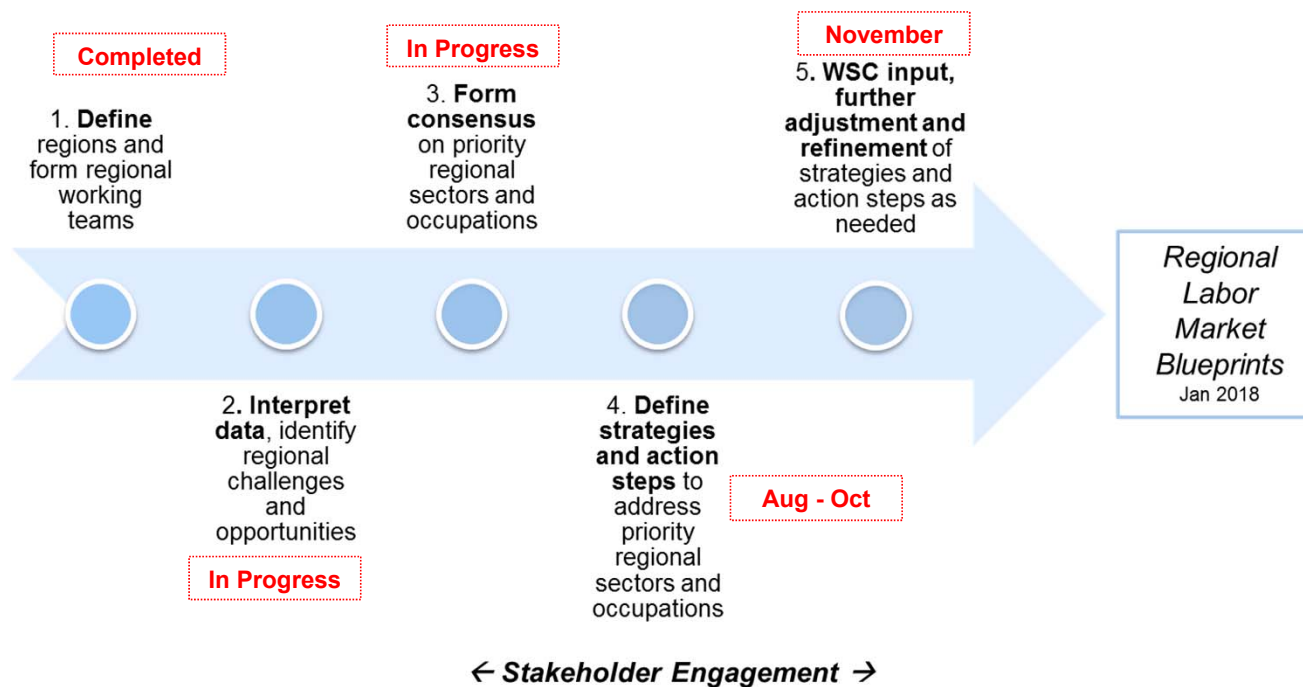 Completed
1. Define
regions and
form regional
working
teams
In Progress
3. Form
consensus
on priority
regional
sectors and
occupations
November
5. WSC input,
further
adjustment and
refinement of
strategies and
action steps as
needed
Regional
Labor
Market
Blueprints
Jan 2018
2. Interpret
data, identify
regional
challenges
and
opportunities
In Progress
4. Define
strategies
and action
steps to
address
priority
regional
sectors and
occupations
Aug - Oct
← Stakeholder Engagement →